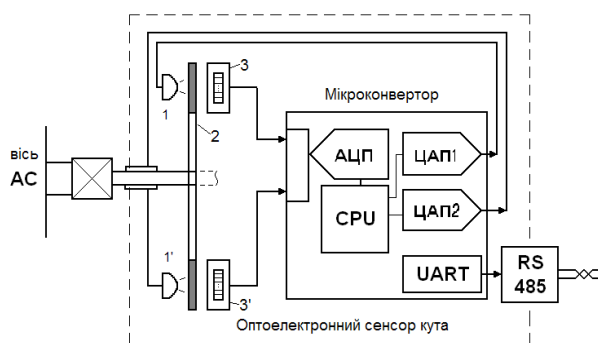 3
Мікроконвертор
1
2
вісь
АС
АЦП
ЦАП1
CPU
ЦАП2
1'
3'
UART
RS
485
Оптоелектронний сенсор кута